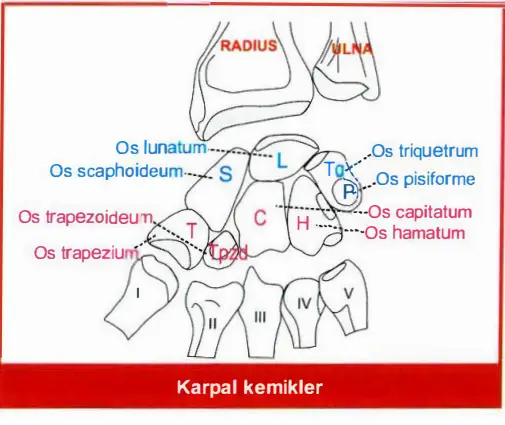 RADIUS
ULNA
Os lunatum
L
Os triquetrum
Os scaphoideum
S
Tg
P
Os pisiforme
Os trapezoideum
T
C
H
Os capitatum
Os hamatum
Os trapezium
Tpzd
I
II
III
IV
V
Karpal kemikler